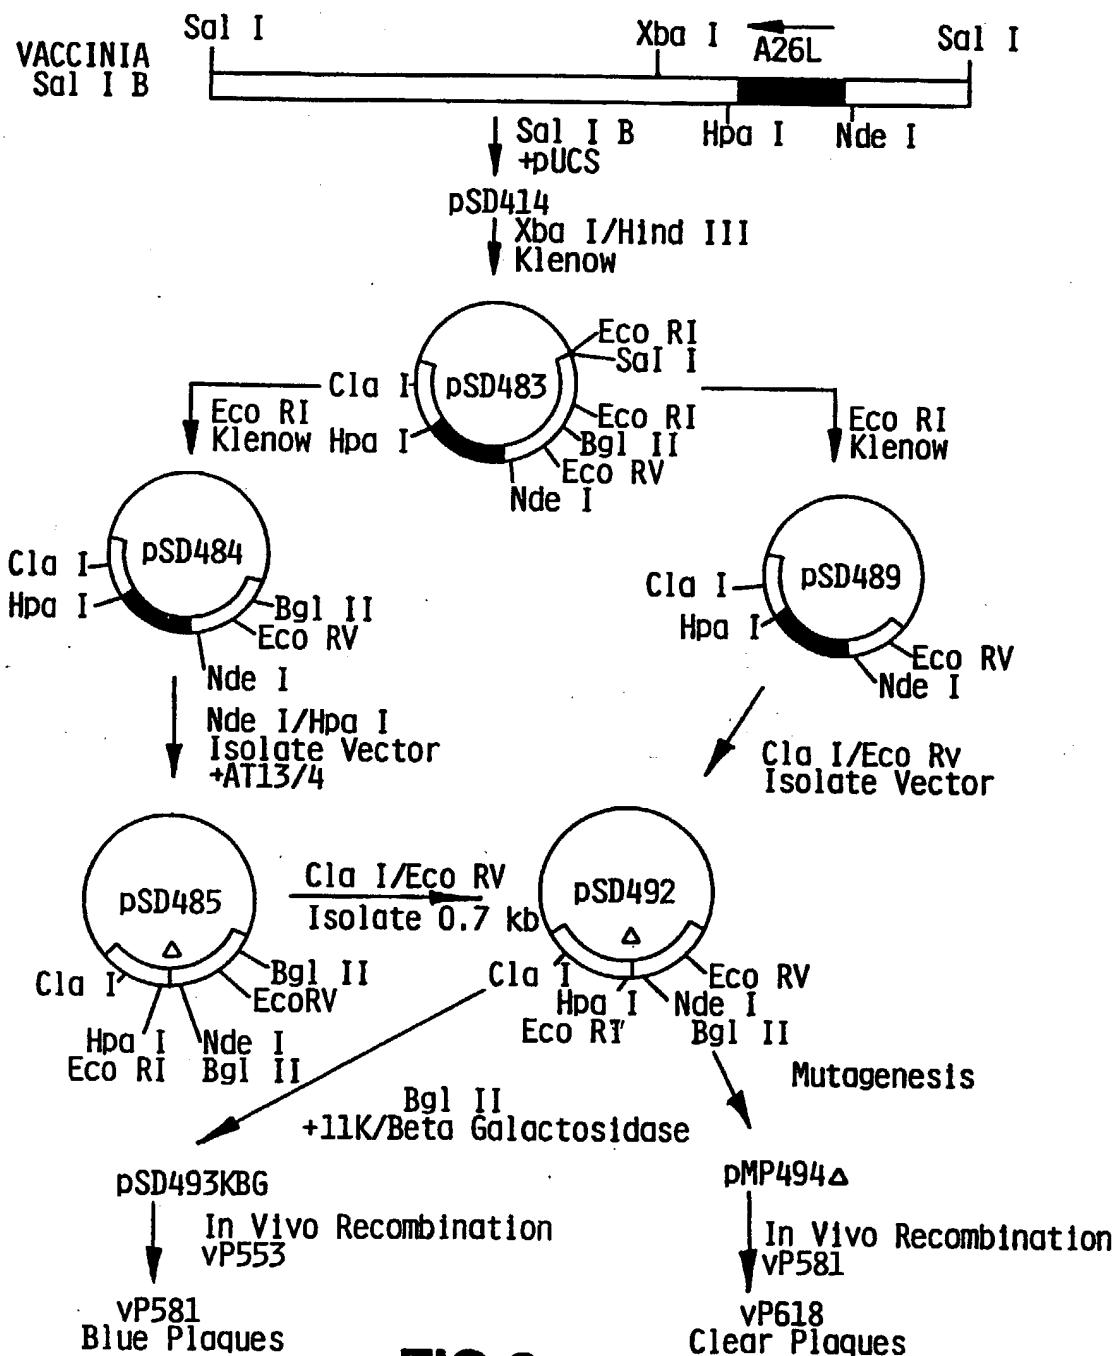 Sal I
Xba I
A26L
Sal I
VACCINIA
Sal I B
Hpa I
Nde I
Sal I B
+pUCS
pSD414
Xba I/Hind III
Klenow
Eco RI
SaI I
Cla I
pSD483
Eco RI
Klenow
Hpa I
Eco RI
Bgl II
Eco RV
Nde I
Eco RI
Klenow
pSD484
Cla I
Hpa I
Bgl II
Eco RV
Nde I
pSD489
Cla I
Hpa I
Eco RV
Nde I
Nde I/Hpa I
Isolate Vector
+AT13/4
Cla I/Eco Rv
Isolate Vector
pSD485
Δ
Cla I
Bgl II
EcoRV
Hpa I
Eco RI
Nde I
Bgl II
Cla I/Eco RV
Isolate 0.7 kb
pSD492
Δ
Cla I
Eco RV
Hpa I
Eco RI
Nde I
Bgl II
Mutagenesis
Bgl II
+11K/Beta Galactosidase
pSD493KBG
In Vivo Recombination
vP553
vP581
Blue Plaques
pMP494Δ
In Vivo Recombination
vP581
vP618
Clear Plaques